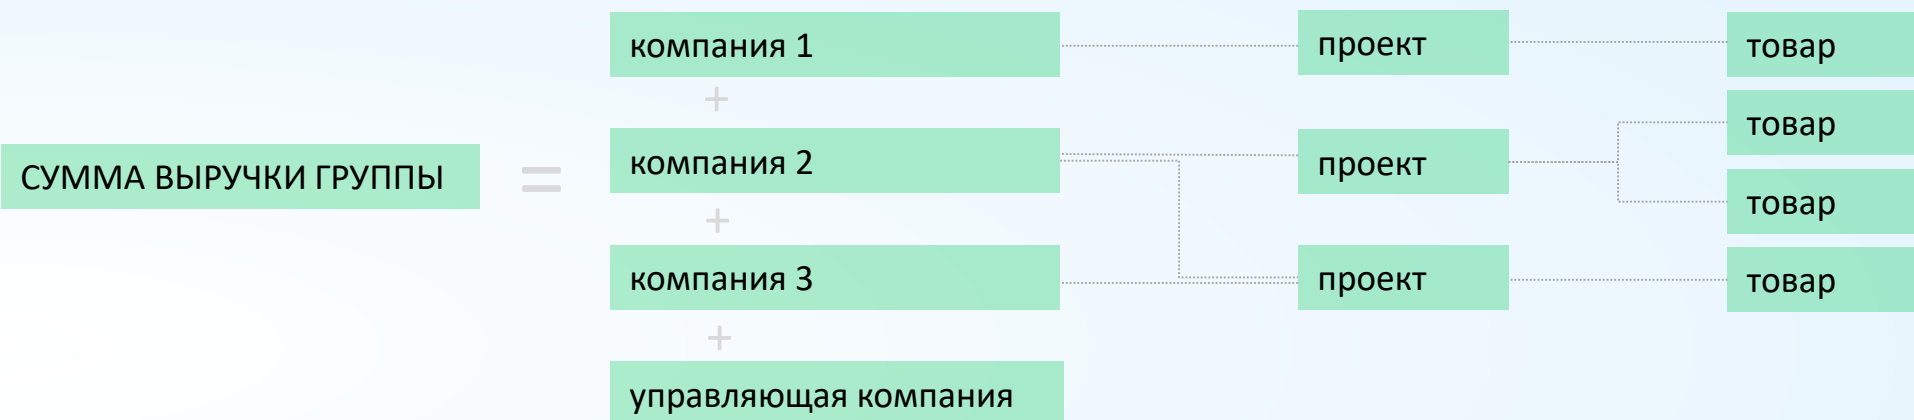 компания 1
проект
товар
+
товар
СУММА ВЫРУЧКИ ГРУППЫ
=
компания 2
проект
товар
+
компания 3
проект
товар
+
управляющая компания